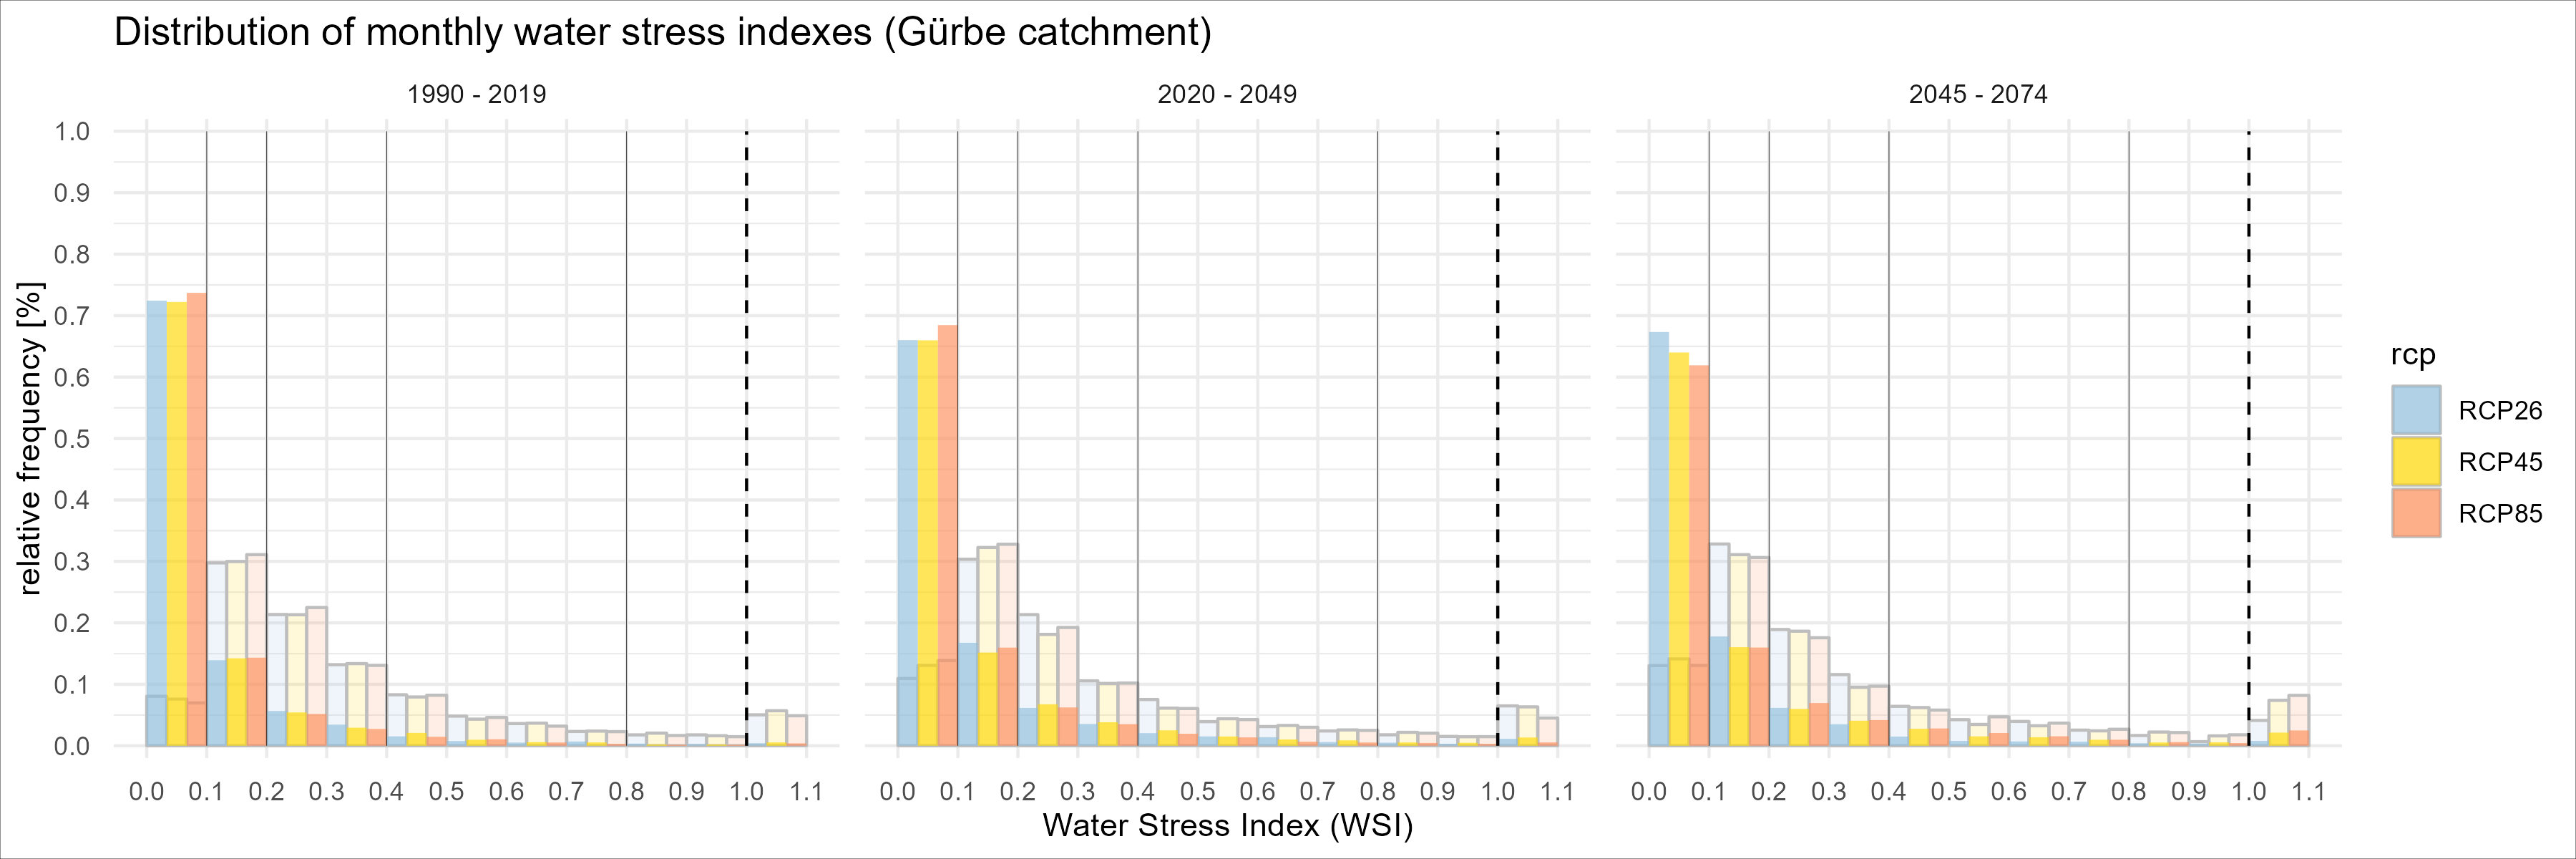 Distribution of monthly water stress indexes (Gürbe catchment)
1990 - 2019
2020 - 2049
2045 - 2074
relative frequency [%]
1.0
0.9
0.8
0.7
0.6
0.5
0.4
0.3
0.2
0.1
0.0
0.0 0.1 0.2 0.3 0.4 0.5 0.6 0.7 0.8 0.9 1.0 1.1
0.0 0.1 0.2 0.3 0.4 0.5 0.6 0.7 0.8 0.9 1.0 1.1
0.0 0.1 0.2 0.3 0.4 0.5 0.6 0.7 0.8 0.9 1.0 1.1
Water Stress Index (WSI)
rcp
RCP26
RCP45
RCP85